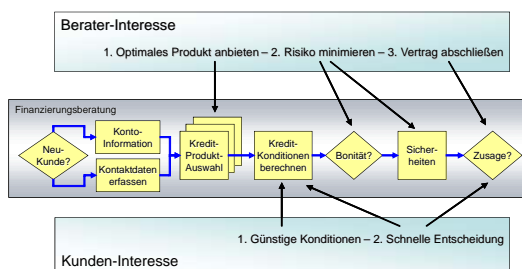 Berater-Interesse
1. Optimales Produkt anbieten – 2. Risiko minimieren – 3. Vertrag abschließen
Finanzierungsberatung
Neu-
Kunde?
Konto-
Information
Kontaktdaten
erfassen
Kredit-
Produkt-
Auswahl
Kredit-
Konditionen
berechnen
Bonität?
Sicher-
heiten
Zusage?
1. Günstige Konditionen – 2. Schnelle Entscheidung
Kunden-Interesse